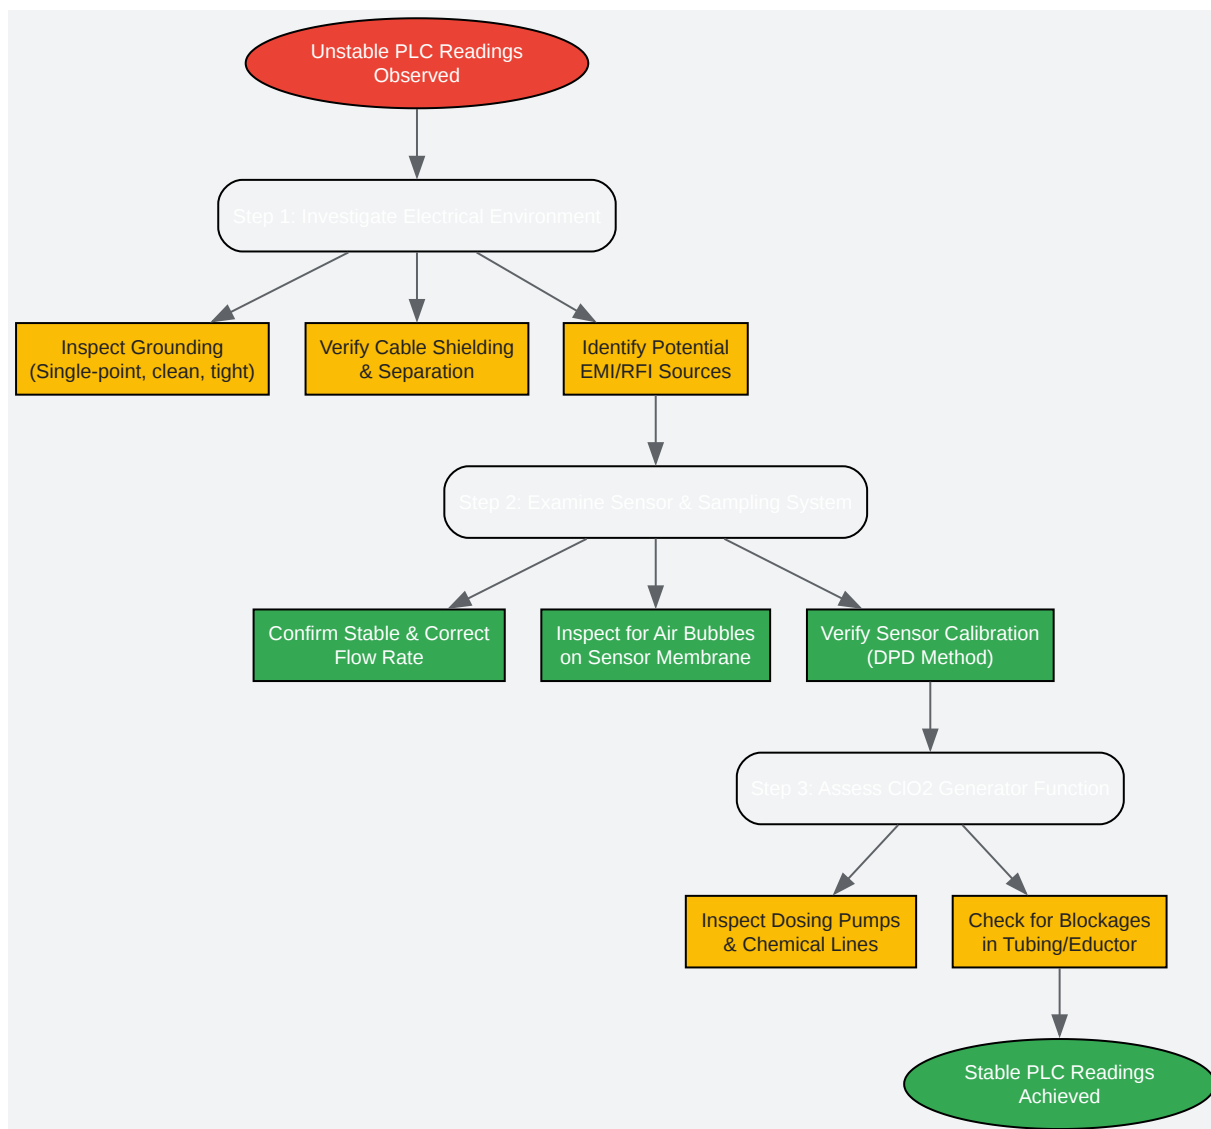 Unstable PLC Readings
Observed
Step 1: Investigate Electrical Environment
Inspect Grounding
(Single-point, clean, tight)
Verify Cable Shielding
& Separation
Identify Potential
EMI/RFI Sources
Step 2: Examine Sensor & Sampling System
Confirm Stable & Correct
Flow Rate
Inspect for Air Bubbles
on Sensor Membrane
Verify Sensor Calibration
(DPD Method)
Step 3: Assess ClO2 Generator Function
Inspect Dosing Pumps
& Chemical Lines
Check for Blockages
in Tubing/Eductor
Stable PLC Readings
Achieved